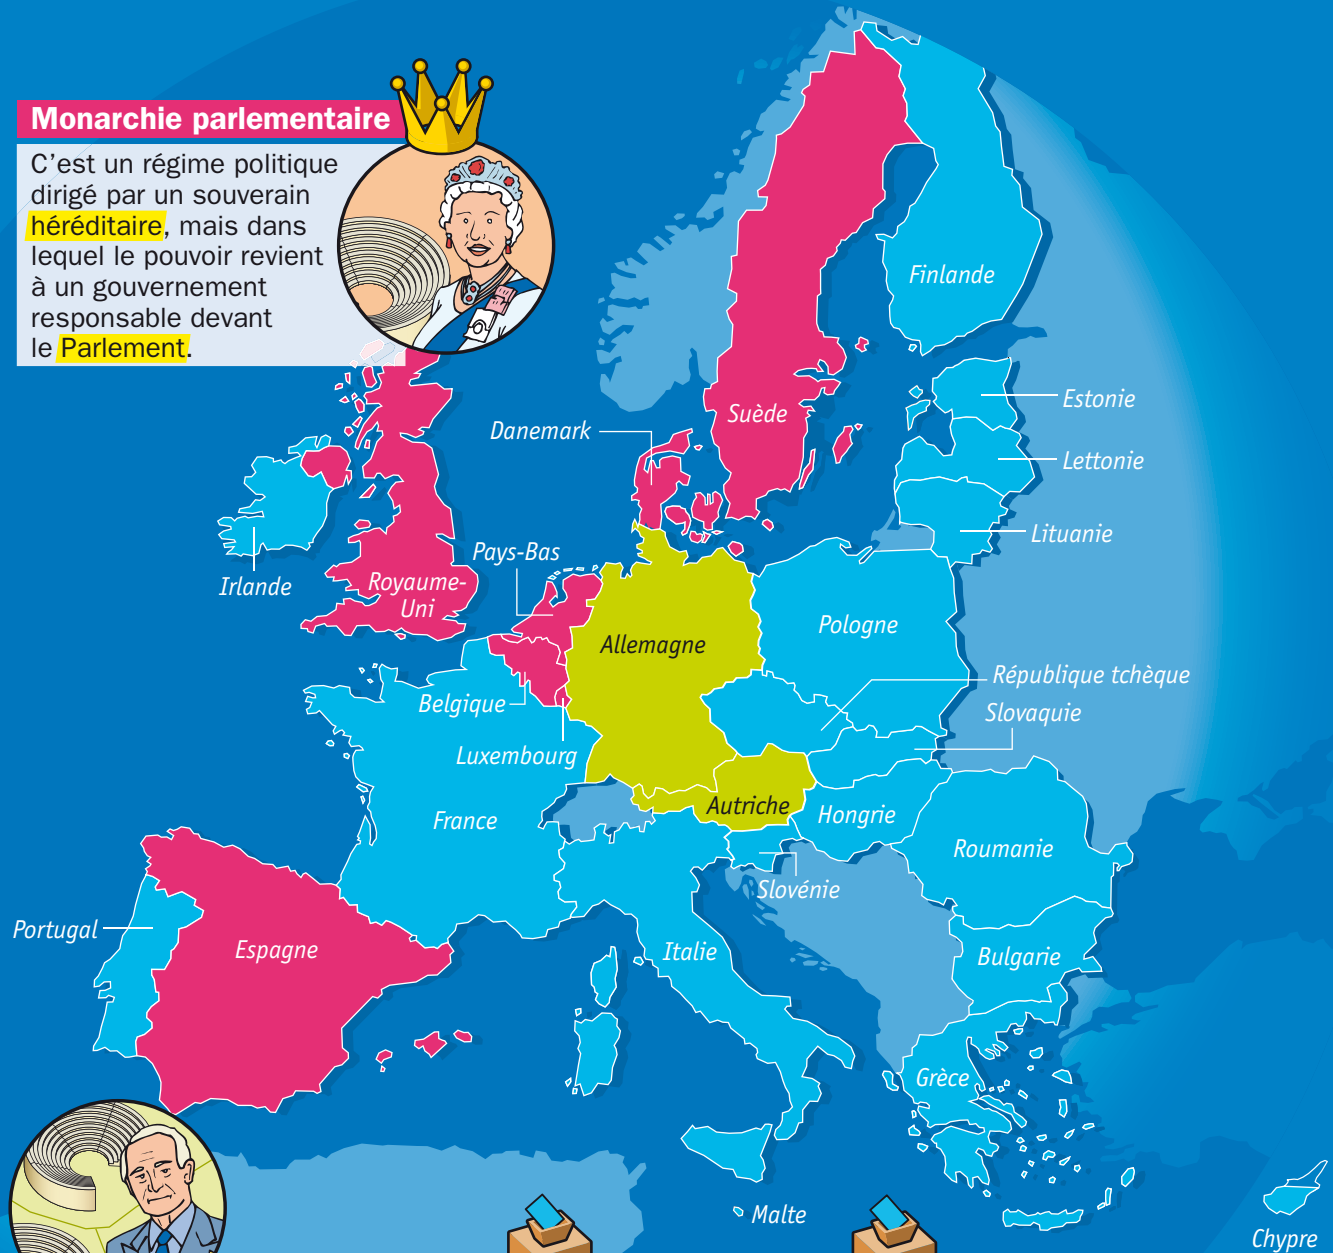 Monarchie parlementaire
C’est un régime politique
dirigé par un souverain
héréditaire, mais dans
lequel le pouvoir revient
à un gouvernement
responsable devant
le Parlement.
Finlande
Estonie
Suède
Danemark
Lettonie
Lituanie
Pays-Bas
Irlande
Royaume-
Uni
Pologne
Allemagne
République tchèque
Belgique
Slovaquie
Luxembourg
Autriche
Hongrie
France
Roumanie
Slovénie
Portugal
Espagne
Italie
Bulgarie
Grèce
Malte
Chypre